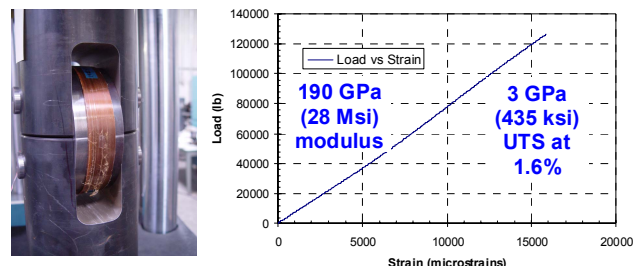 140000
120000
100000
80000
60000
40000
20000
0
Load (lb)
Load vs Strain
190 GPa
(28 Msi)
modulus
3 GPa
(435 ksi)
UTS at
1.6%
0 5000 10000 15000 20000
Strain (microstrains)